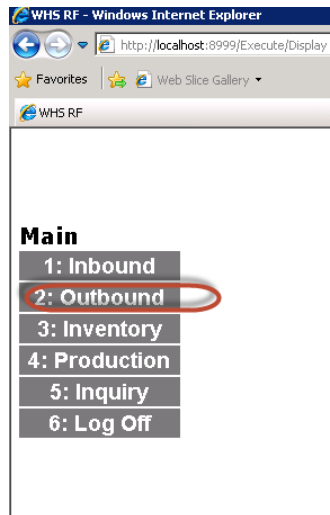 WHS RF - Windows Internet Explorer
http://localhost:8999/Execute/Display
Favorites Web Slice Gallery
WHS RF
Main
1: Inbound
2: Outbound
3: Inventory
4: Production
5: Inquiry
6: Log Off